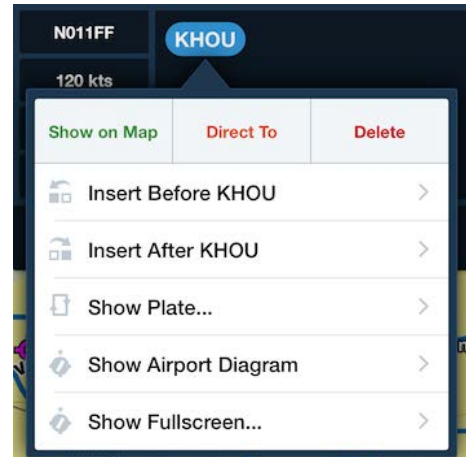 N011FF
KHOU
120 kts
Show on Map Direct To Delete
Insert Before KHOU
Insert After KHOU
Show Plate...
Show Airport Diagram
Show Fullscreen...